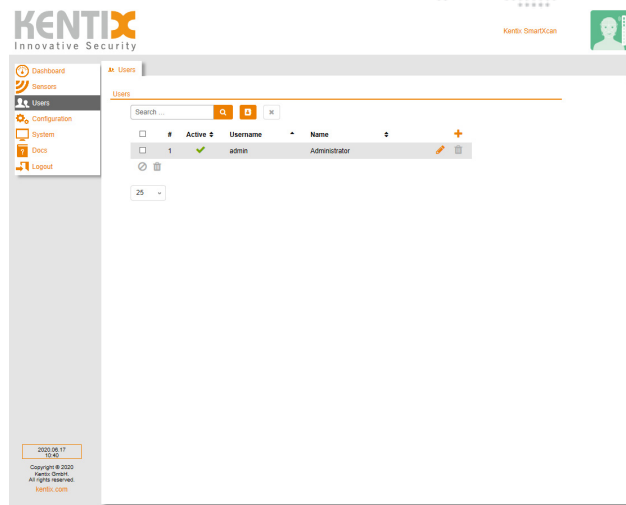 KENTIX
Innovative Security
Kentix SmartXcan
Dashboard
Sensors
Users
Configuration
System
Docs
Logout
Users
Users
Search ...
# Active Username Name
1 admin Administrator
25
2020.06.17
10:40
Copyright © 2020
Kentix GmbH.
All rights reserved.
kentix.com